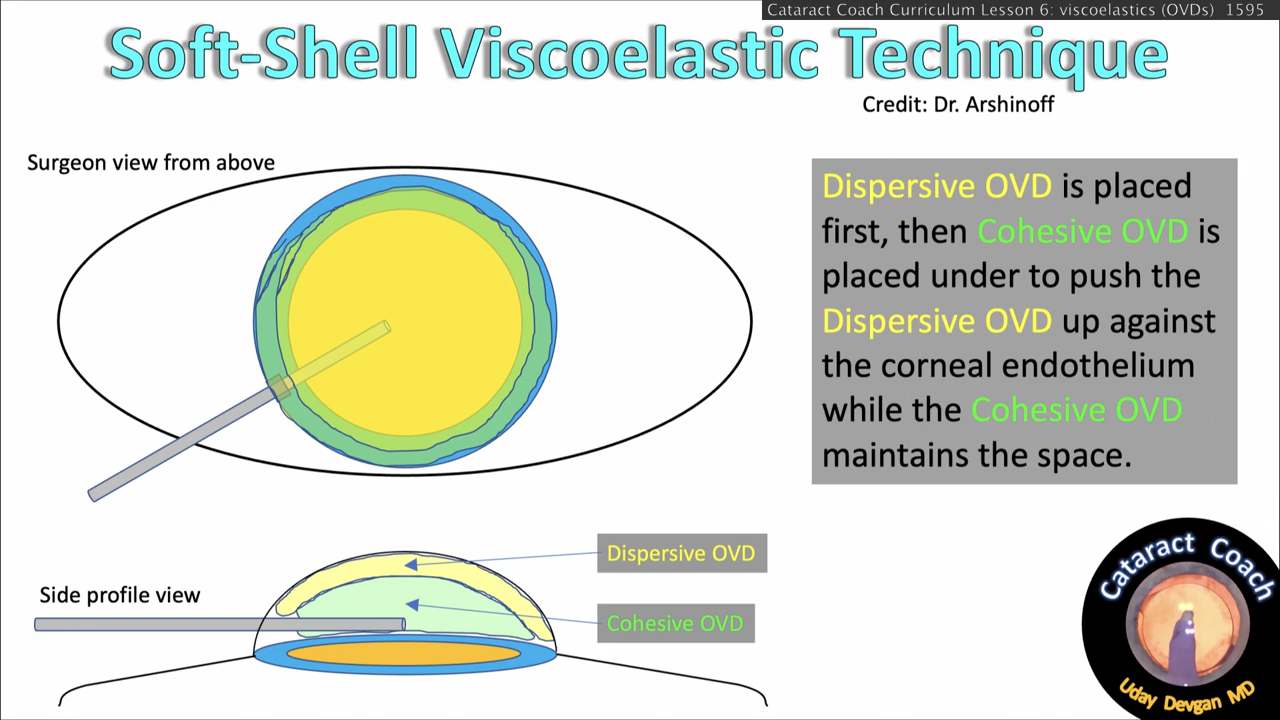 Cataract Coach Curriculum Lesson 6: viscoelastics (OVDs) 1595
Soft-Shell Viscoelastic Technique
Credit: Dr. Arshinoff
Surgeon view from above
Dispersive OVD is placed
first, then Cohesive OVD is
placed under to push the
Dispersive OVD up against
the corneal endothelium
while the Cohesive OVD
maintains the space.
Dispersive OVD
Side profile view
Cohesive OVD
Cataract Coach
Uday Devgan MD